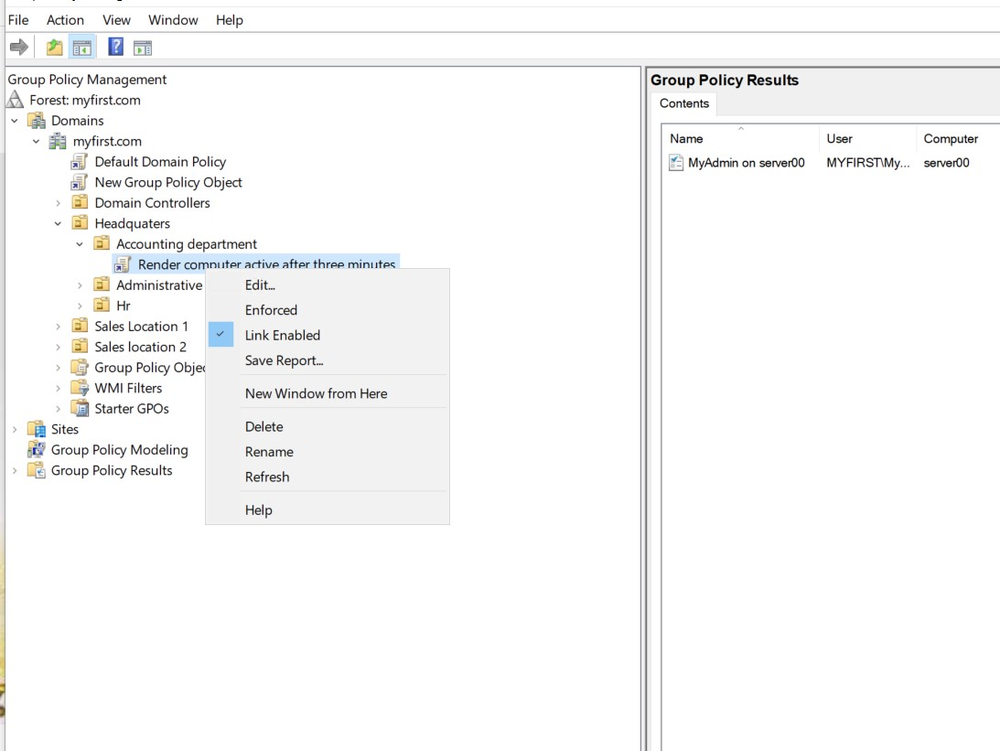 File Action View Window Help
Group Policy Management
Forest: myfirst.com
Domains
myfirst.com
Default Domain Policy
New Group Policy Object
Domain Controllers
Headquaters
Accounting department
Render computer active after three minutes
Administrative
Hr
Sales Location 1
Sales location 2
Group Policy Objec
WMI Filters
Starter GPOs
Sites
Group Policy Modeling
Group Policy Results
Edit...
Enforced
Link Enabled
Save Report...
New Window from Here
Delete
Rename
Refresh
Help
Group Policy Results
Contents
Name User Computer
MyAdmin on server00 MYFIRST\My... server00